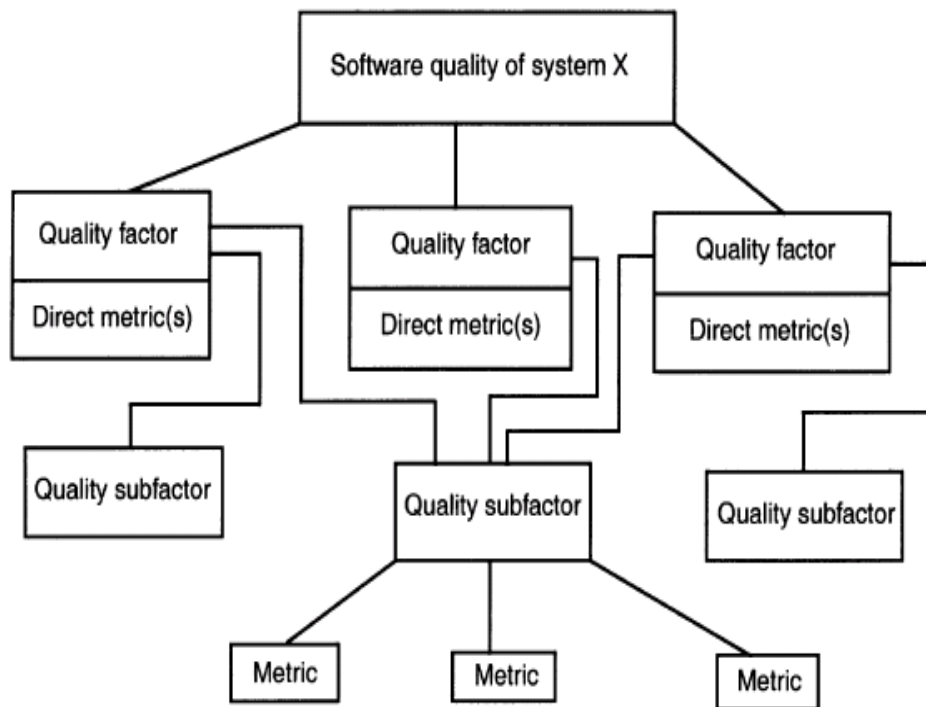 Software quality of system X
Quality factor
Direct metric(s)
Quality factor
Direct metric(s)
Quality factor
Direct metric(s)
Quality subfactor
Quality subfactor
Quality subfactor
Metric
Metric
Metric